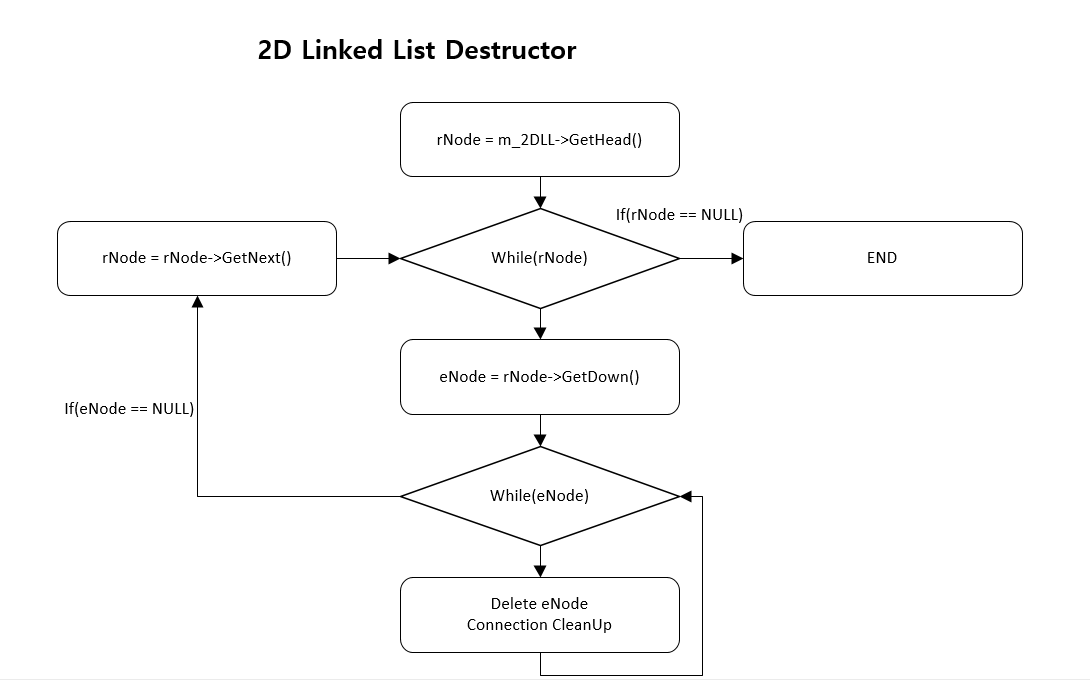 2D Linked List Destructor
rNode = m_2DLL->GetHead()
If(rNode == NULL)
rNode = rNode->GetNext()
While(rNode)
END
eNode = rNode->GetDown()
If(eNode == NULL)
While(eNode)
Delete eNode
Connection CleanUp